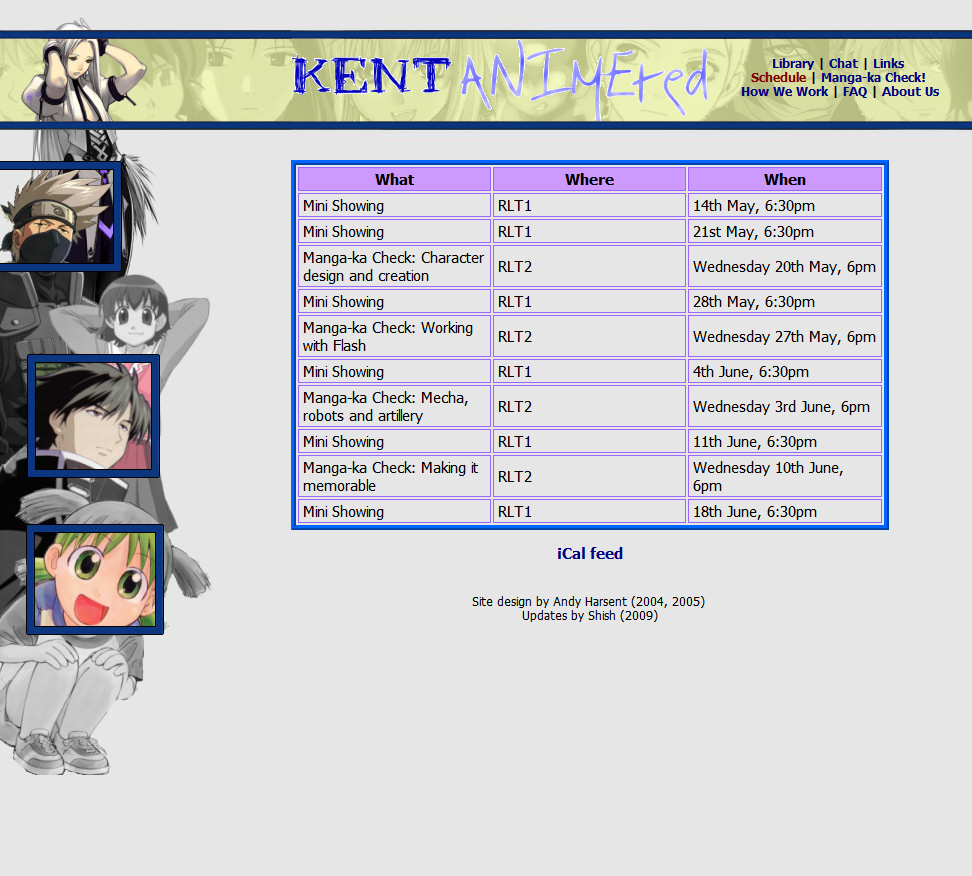 KENT ANIMEred
Library | Chat | Links
Schedule | Manga-ka Check!
How We Work | FAQ | About Us
What Where When
Mini Showing RLT1 14th May, 6:30pm
Mini Showing RLT1 21st May, 6:30pm
Manga-ka Check: Character
design and creation RLT2 Wednesday 20th May, 6pm
Mini Showing RLT1 28th May, 6:30pm
Manga-ka Check: Working
with Flash RLT2 Wednesday 27th May, 6pm
Mini Showing RLT1 4th June, 6:30pm
Manga-ka Check: Mecha,
robots and artillery RLT2 Wednesday 3rd June, 6pm
Mini Showing RLT1 11th June, 6:30pm
Manga-ka Check: Making it
memorable RLT2 Wednesday 10th June,
6pm
Mini Showing RLT1 18th June, 6:30pm
iCal feed
Site design by Andy Harsent (2004, 2005)
Updates by Shish (2009)